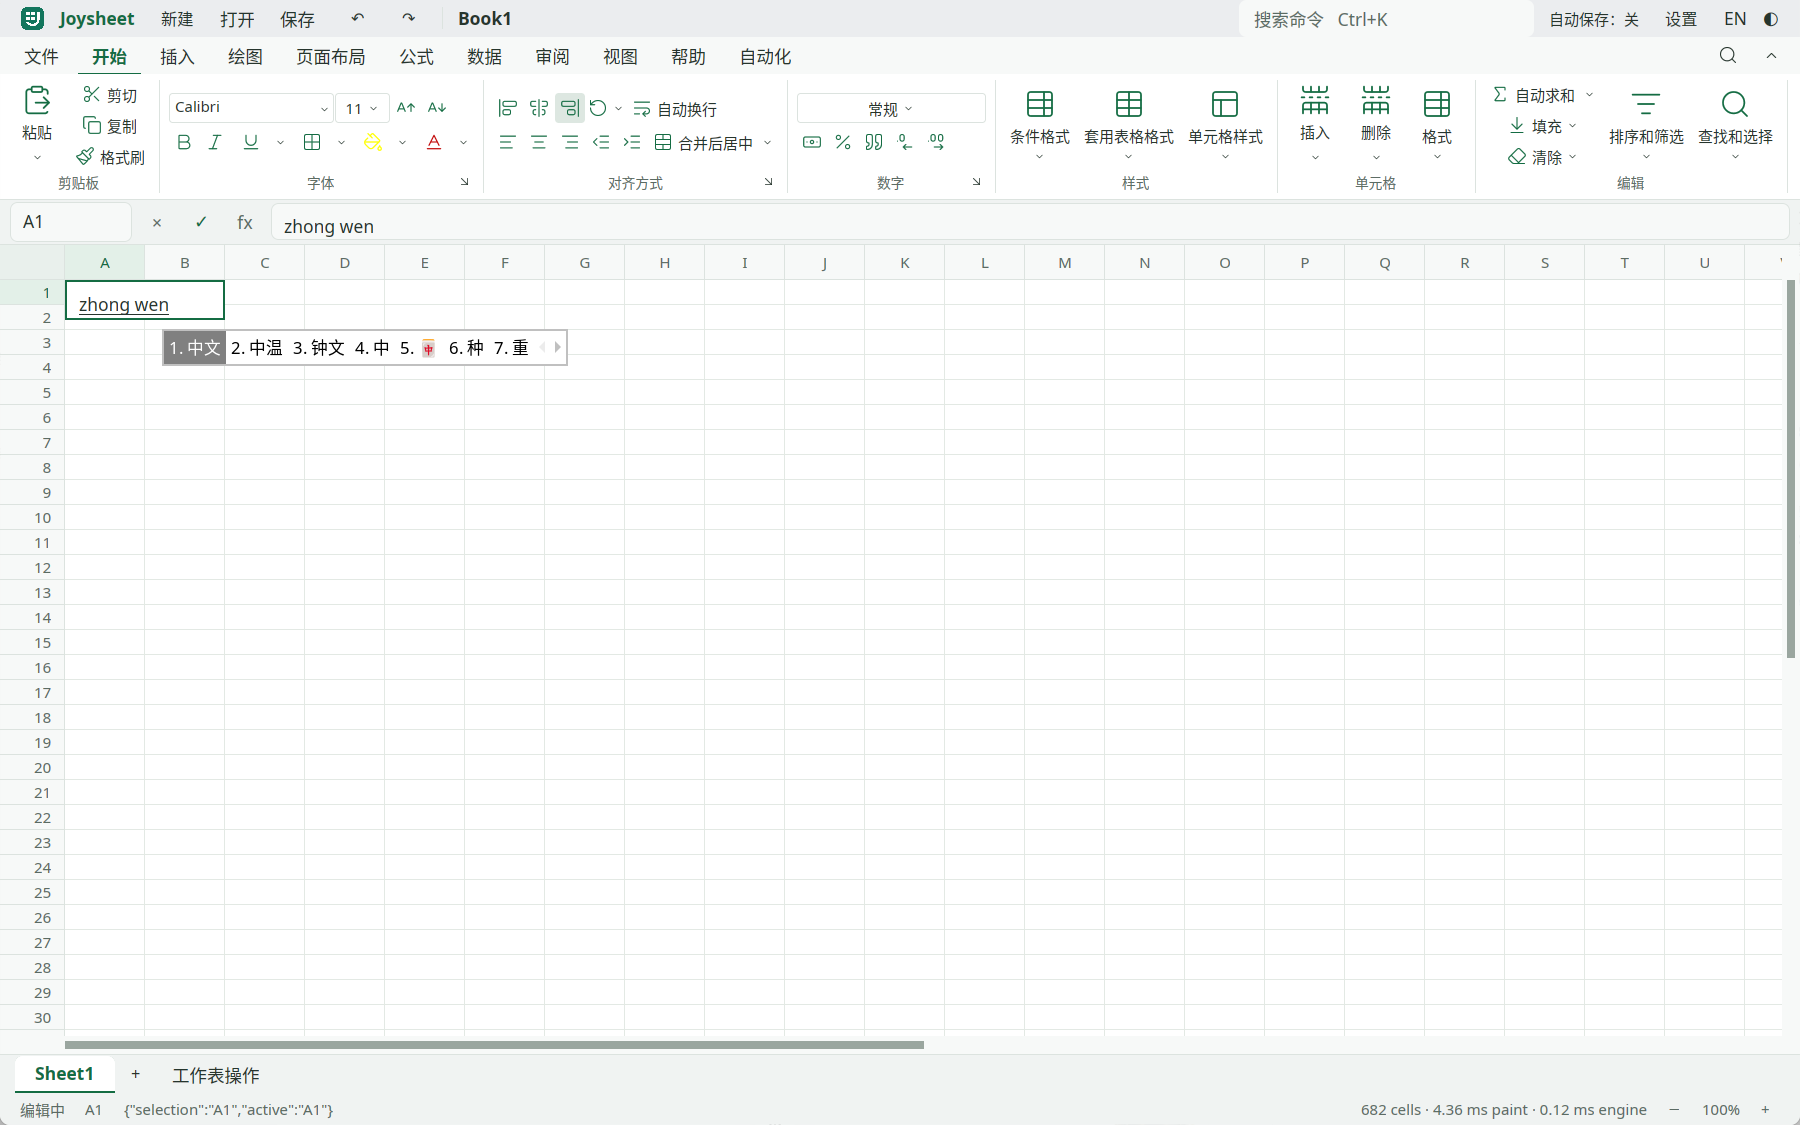 Joysheet 新建 打开 保存 Book1 搜索命令 Ctrl+K 自动保存：关 设置 EN
文件 开始 插入 绘图 页面布局 公式 数据 审阅 视图 帮助 自动化
粘贴 剪切 复制 格式刷 剪贴板
Calibri 11 A A
B I U A 字体
自动换行
合并后居中 对齐方式
常规
% .0 .00 数字
条件格式 套用表格格式 单元格样式 样式
插入 删除 格式 单元格
Σ 自动求和 填充 清除 排序和筛选 查找和选择 编辑
A1 × ✓ fx zhong wen
A B C D E F G H I J K L M N O P Q R S T U
1 zhong wen
2
3 1. 中文 2. 中温 3. 钟文 4. 中 5. 🀄 6. 种 7. 重
4
5
6
7
8
9
10
11
12
13
14
15
16
17
18
19
20
21
22
23
24
25
26
27
28
29
30
Sheet1 + 工作表操作
编辑中 A1 {"selection":"A1","active":"A1"} 682 cells · 4.36 ms paint · 0.12 ms engine − 100% +